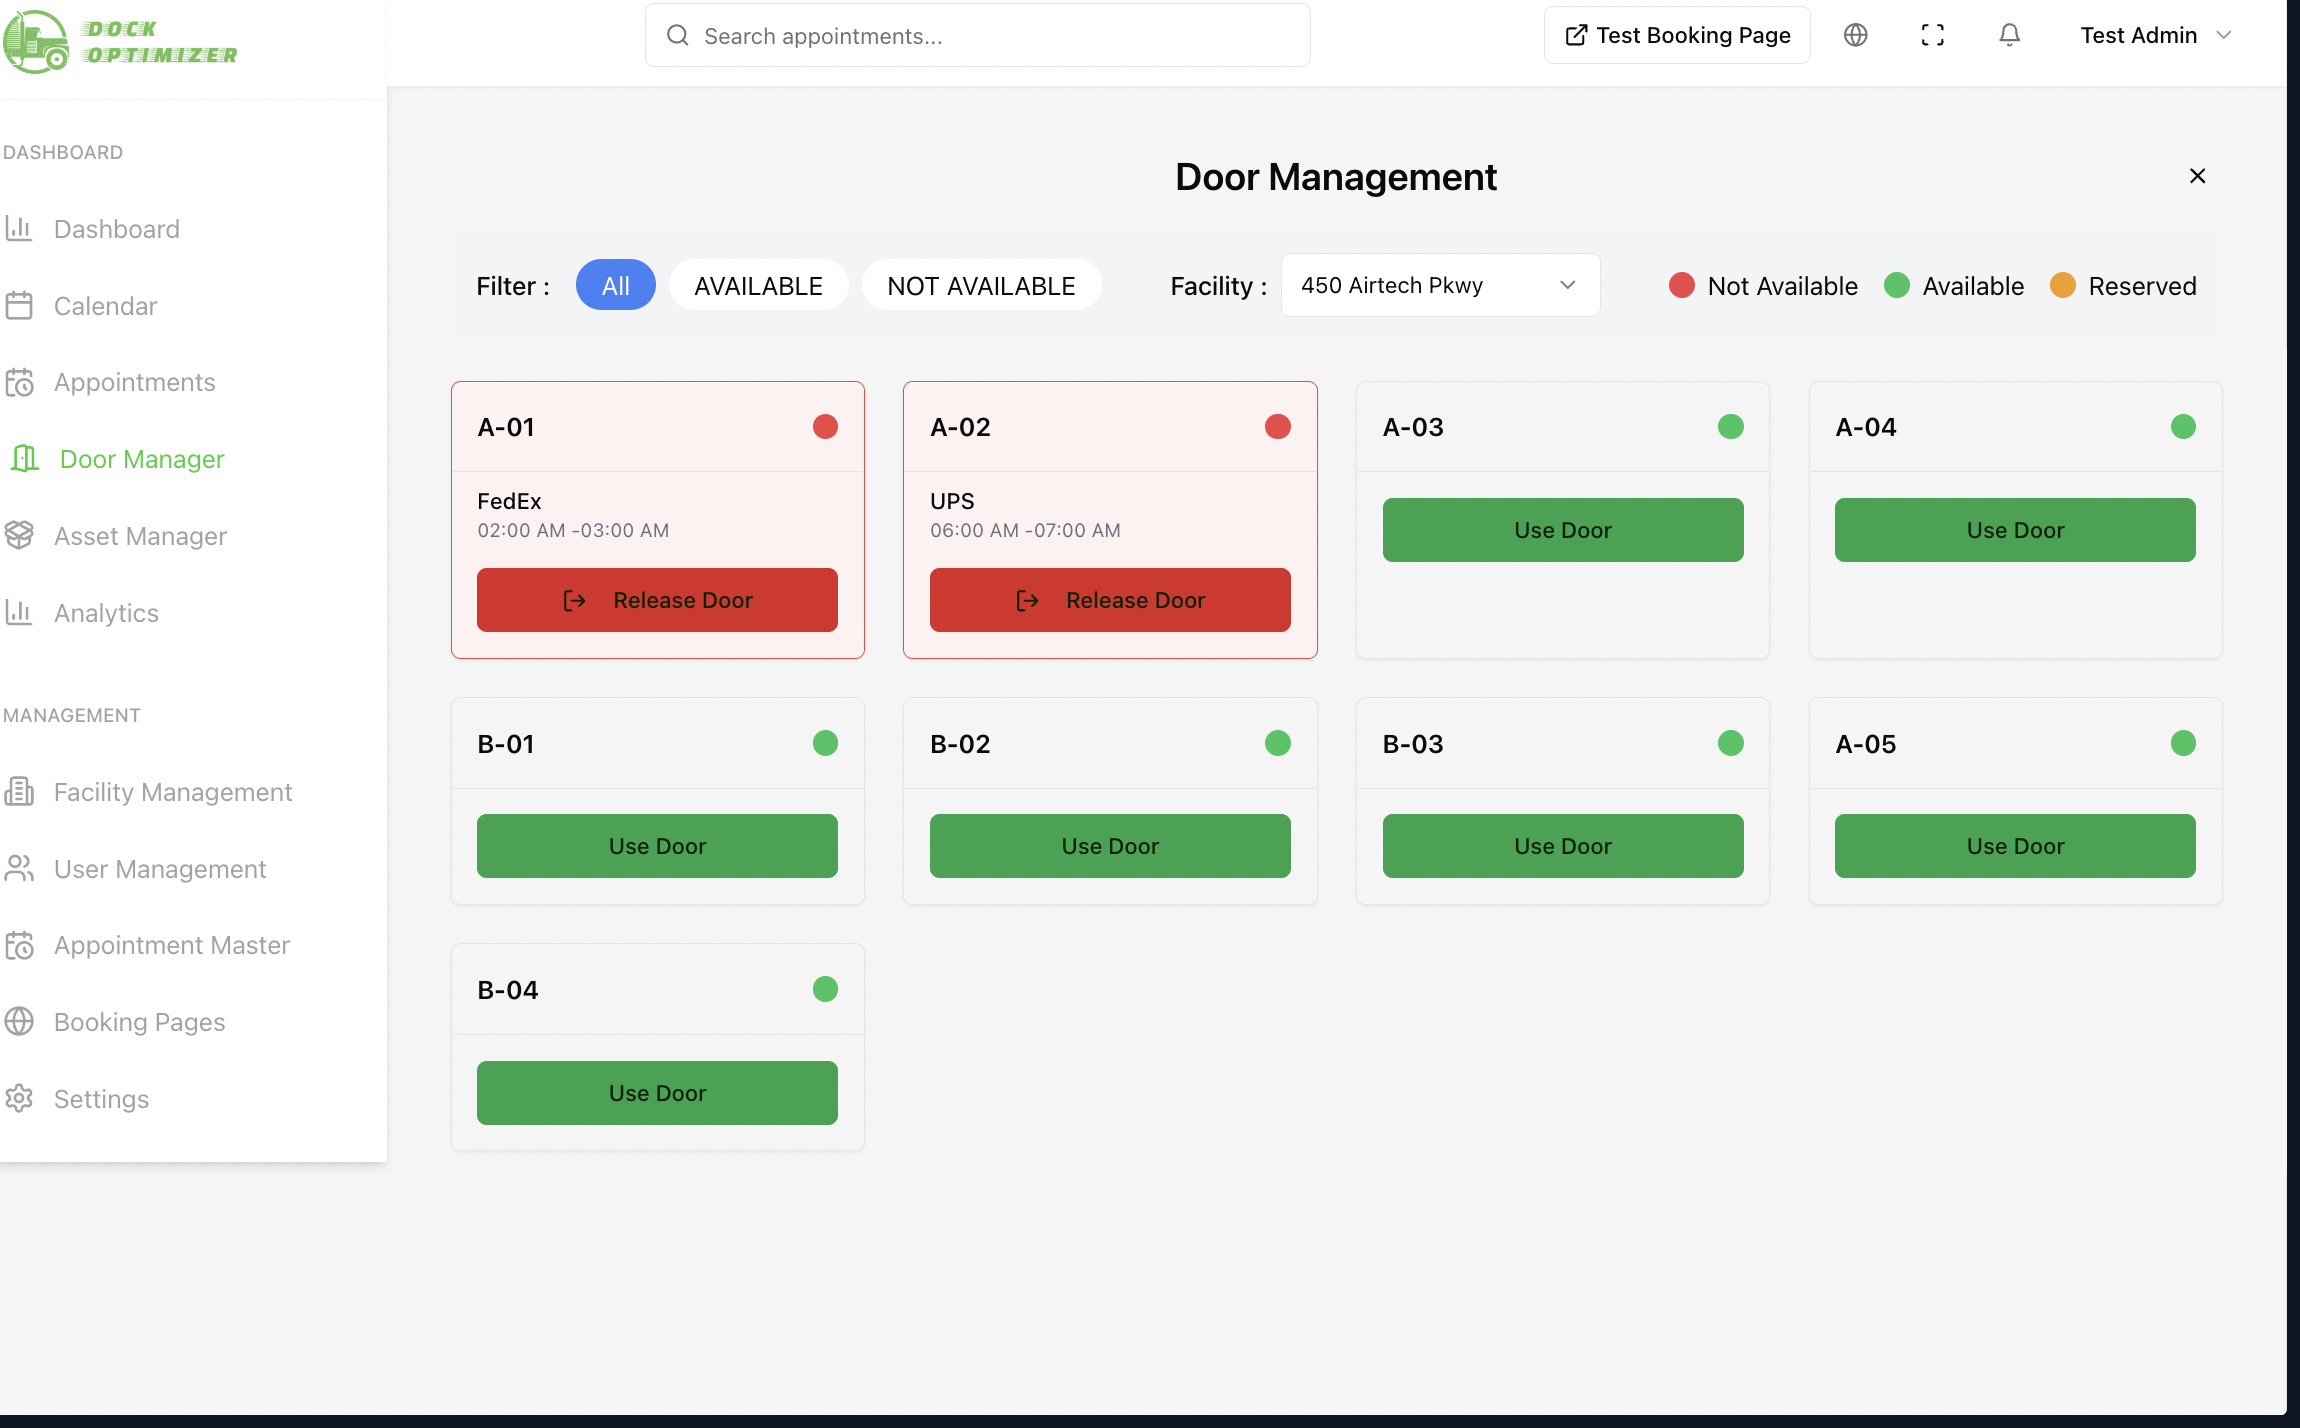 DOCK
OPTIMIZER
Search appointments...
Test Booking Page
Test Admin
DASHBOARD
Dashboard
Calendar
Appointments
Door Manager
Asset Manager
Analytics
MANAGEMENT
Facility Management
User Management
Appointment Master
Booking Pages
Settings
Door Management
Filter :
All
AVAILABLE
NOT AVAILABLE
Facility :
450 Airtech Pkwy
Not Available
Available
Reserved
A-01
FedEx
02:00 AM -03:00 AM
Release Door
A-02
UPS
06:00 AM -07:00 AM
Release Door
A-03
Use Door
A-04
Use Door
B-01
Use Door
B-02
Use Door
B-03
Use Door
A-05
Use Door
B-04
Use Door